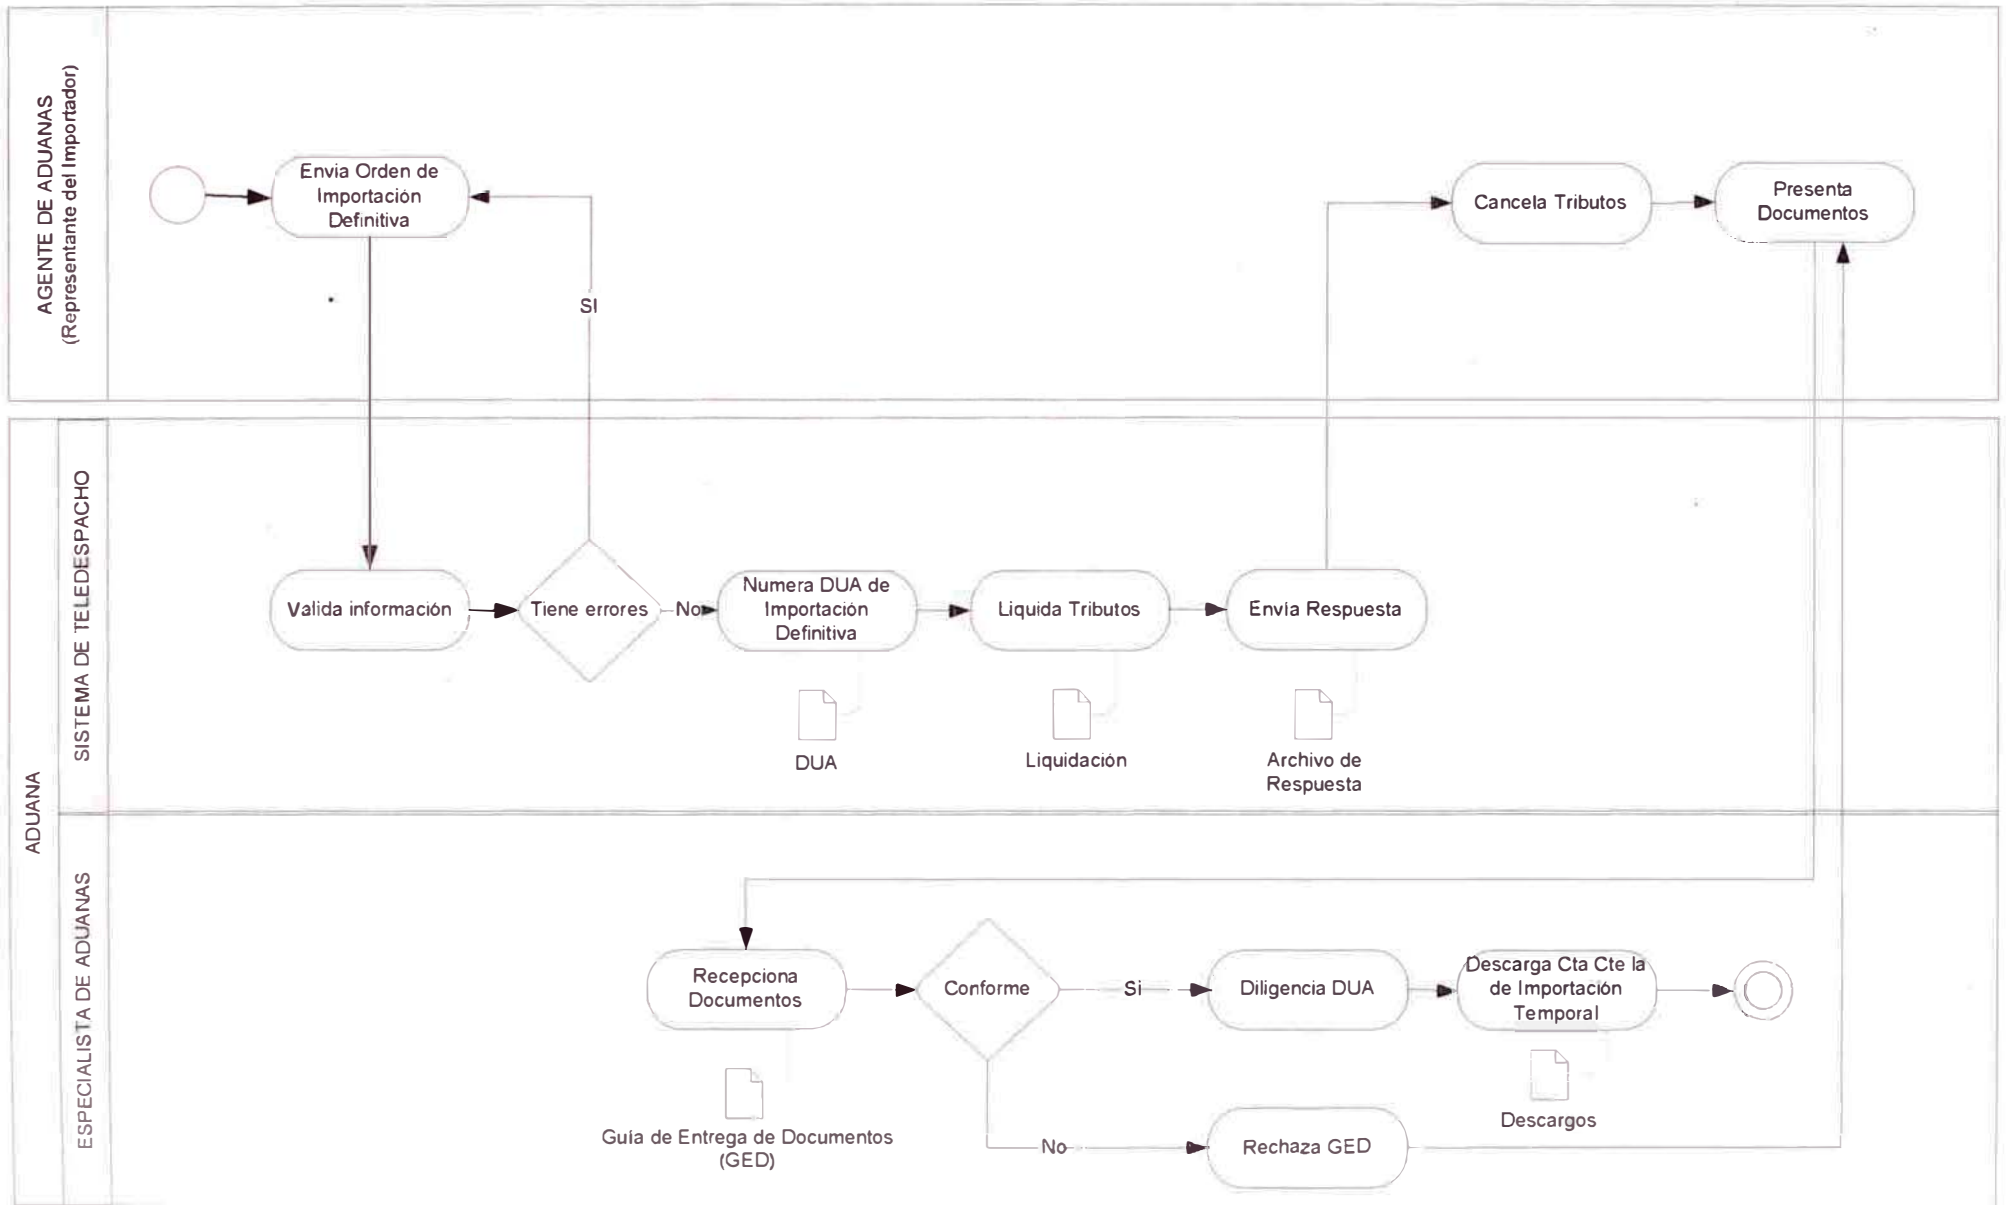 AGENTE DE ADUANAS
(Representante del Importador)
Envía Orden de
Importación
Definitiva
SI
Cancela Tributos
Presenta
Documentos
ADUANA
SISTEMA DE TELEDESPACHO
Valida información
Tiene errores
No
Numera DUA de
Importación
Definitiva
Liquida Tributos
Envía Respuesta
DUA
Liquidación
Archivo de
Respuesta
ESPECIALISTA DE ADUANAS
Recepciona
Documentos
Conforme
Si
Diligencia DUA
Descarga Cta Cte la
de Importación
Temporal
Guía de Entrega de Documentos
(GED)
Descargos
No
Rechaza GED